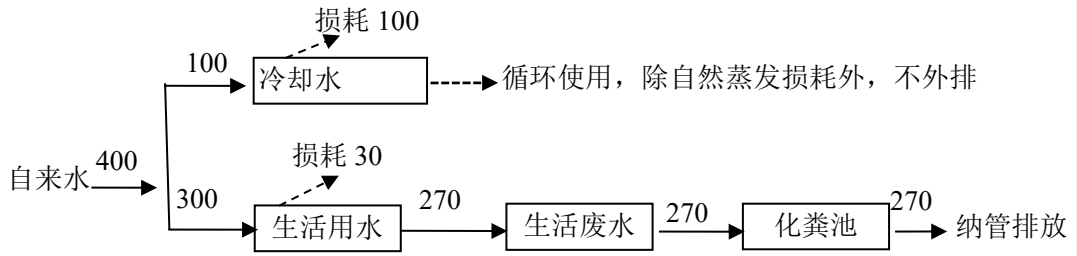 损耗 100
100
冷却水
循环使用，除自然蒸发损耗外，不外排
损耗 30
自来水
400
300
生活用水
270
生活废水
270
化粪池
270
纳管排放